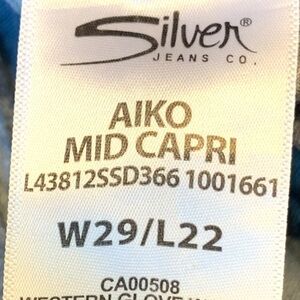 Silver®
JEANS CO.
AIKO
MID CAPRI
L43812SSD366 1001661
W29/L22
CA00508
WESTERN GLOVE